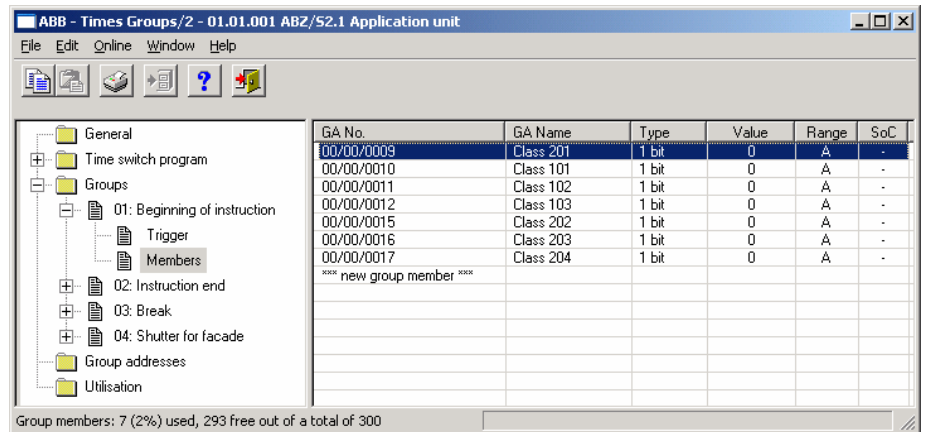 ABB - Times Groups/2 - 01.01.001 ABZ/S2.1 Application unit
File Edit Online Window Help
General
Time switch program
Groups
01: Beginning of instruction
Trigger
Members
02: Instruction end
03: Break
04: Shutter for facade
Group addresses
Utilisation
GA No. GA Name Type Value Range SoC
00/00/0009 Class 201 1 bit 0 A -
00/00/0010 Class 101 1 bit 0 A -
00/00/0011 Class 102 1 bit 0 A -
00/00/0012 Class 103 1 bit 0 A -
00/00/0015 Class 202 1 bit 0 A -
00/00/0016 Class 203 1 bit 0 A -
00/00/0017 Class 204 1 bit 0 A -
*** new group member ***
Group members: 7 (2%) used, 293 free out of a total of 300